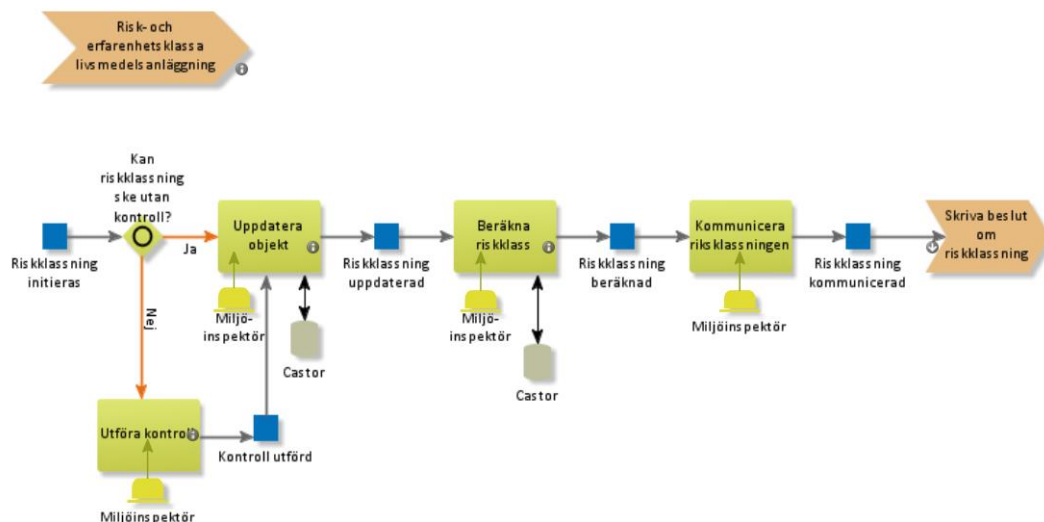 Risk- och
erfarenhetsklassa
livsmedelsanläggning
Kan
riskklassning
ske utan
kontroll?
Ja
Nej
Riskklassning
initieras
Uppdatera
objekt
Miljö-
inspektör
Castor
Riskklassning
uppdaterad
Beräkna
riskklass
Miljö-
inspektör
Castor
Riskklassning
beräknad
Kommunicera
riksklassningen
Miljöinspektör
Riskklassning
kommunicerad
Skriva beslut
om
riskklassning
Utföra kontroll
Miljöinspektör
Kontroll utförd